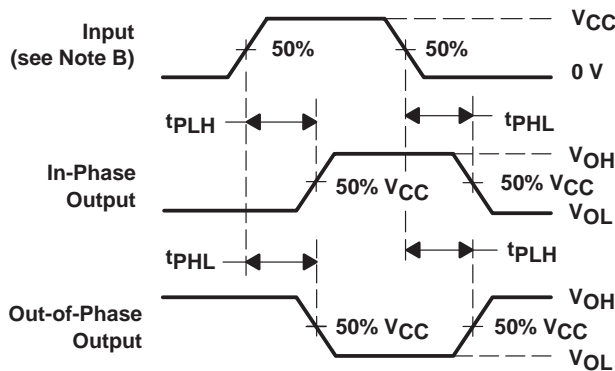 Input
(see Note B)
50%
50%
VCC
0 V
tPLH
tPHL
In-Phase
Output
50% VCC
50%
VCC
VOH
VOL
tPHL
tPLH
Out-of-Phase
Output
50% VCC
50% VCC
VOH
VOL